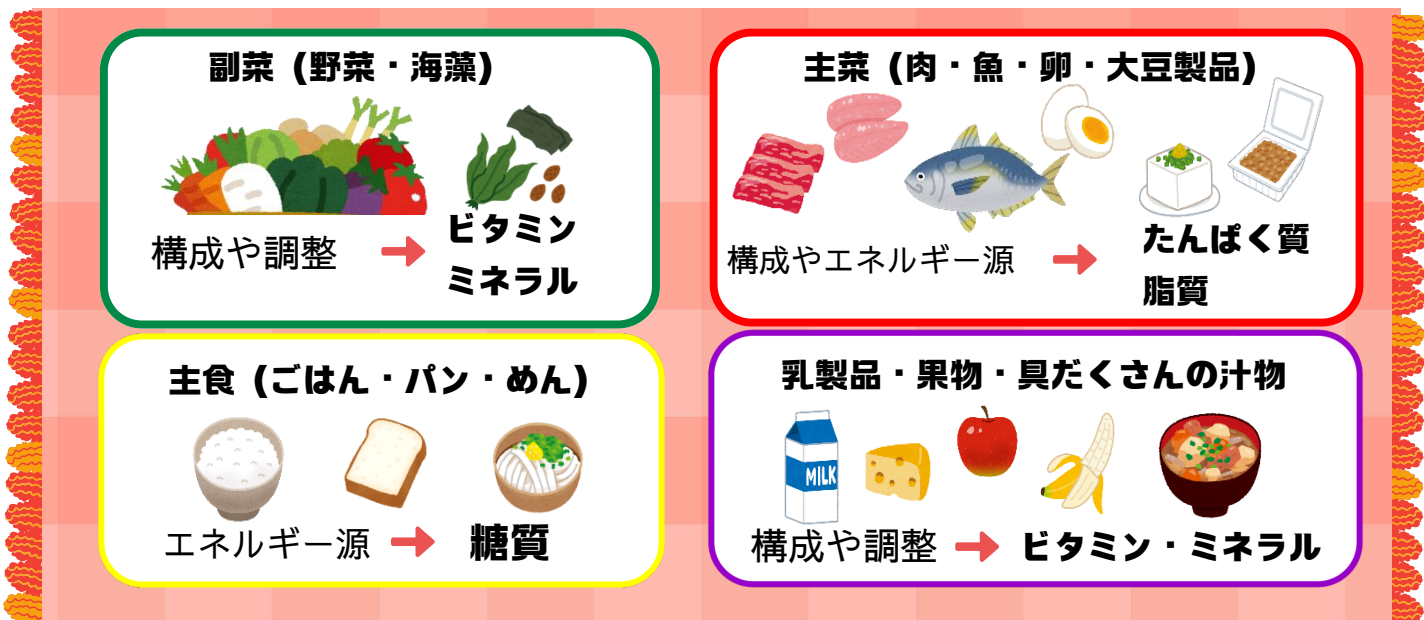 副菜 (野菜・海藻)
構成や調整
ビタミン
ミネラル
主菜 (肉・魚・卵・大豆製品)
構成やエネルギー源
たんぱく質
脂質
主食 (ごはん・パン・めん)
エネルギー源
糖質
乳製品・果物・具だくさんの汁物
MILK
構成や調整
ビタミン・ミネラル